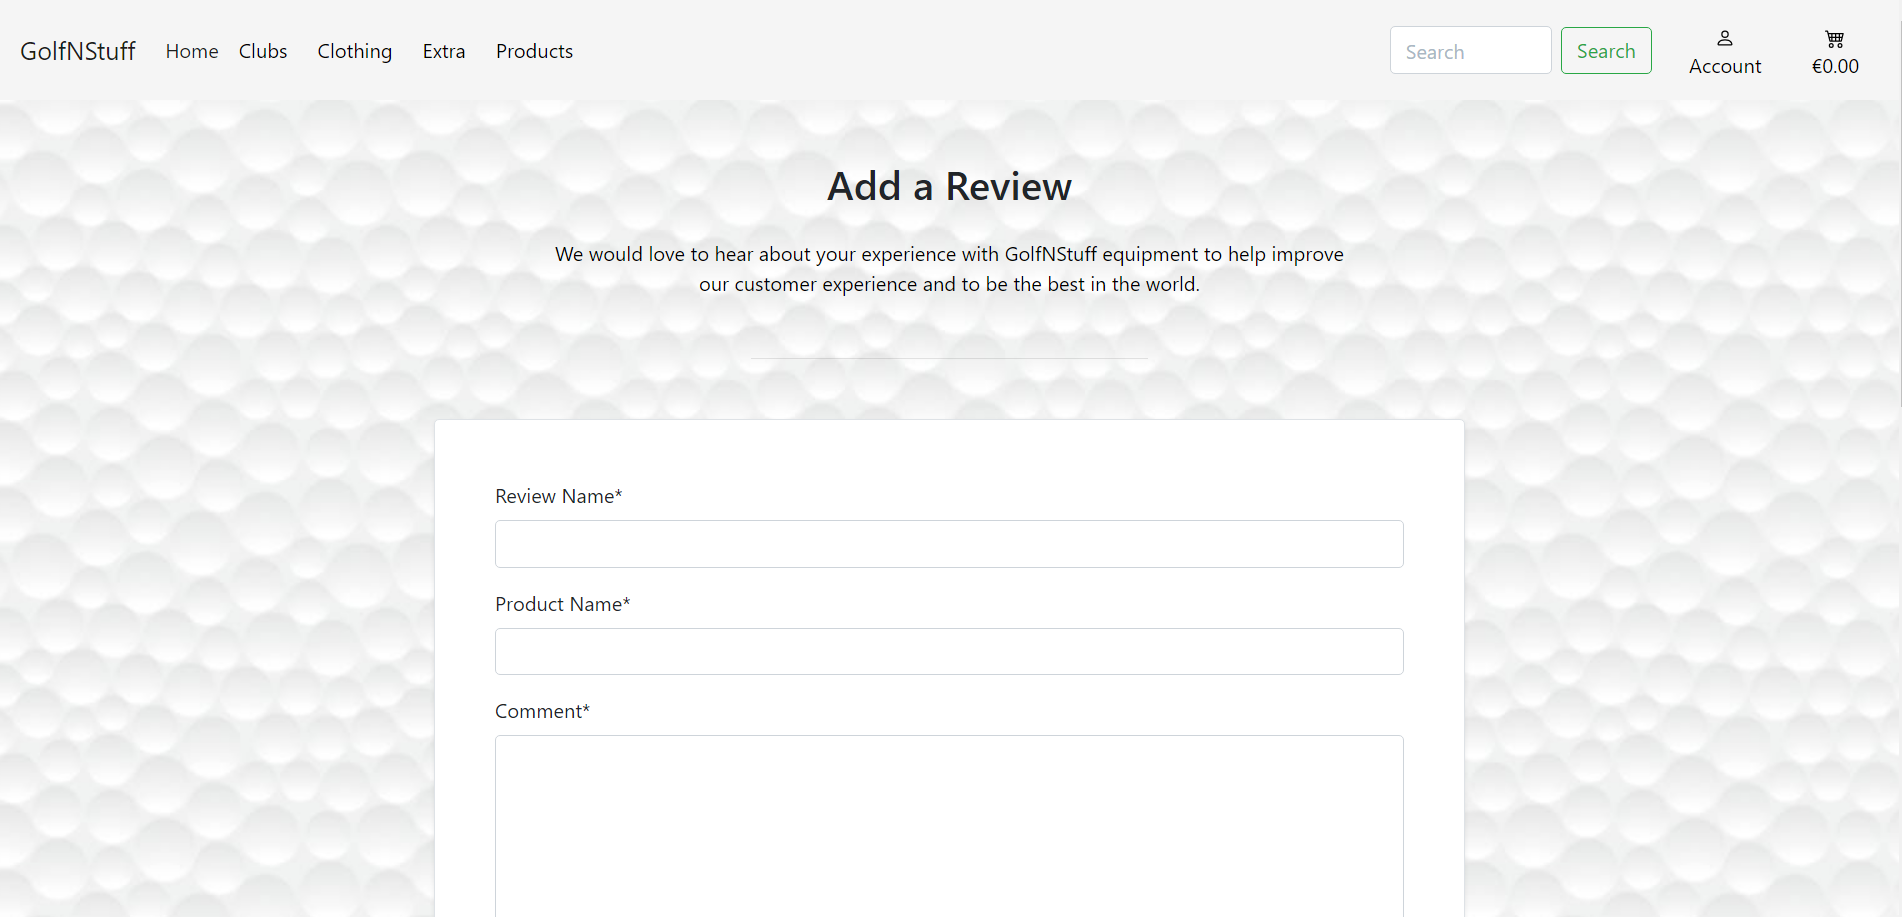 GolfNStuff Home Clubs Clothing Extra Products Search Search Account €0.00
Add a Review
We would love to hear about your experience with GolfNStuff equipment to help improve
our customer experience and to be the best in the world.
Review Name*
Product Name*
Comment*